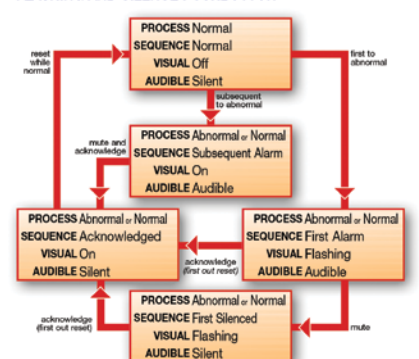 PROCESS Normal
SEQUENCE Normal
VISUAL Off
AUDIBLE Silent
reset
while
normal
first to
abnormal
subsequent
to abnormal
PROCESS Abnormal or Normal
SEQUENCE Subsequent Alarm
VISUAL On
AUDIBLE Audible
mute and
acknowledge
PROCESS Abnormal or Normal
SEQUENCE Acknowledged
VISUAL On
AUDIBLE Silent
acknowledge
(first out reset)
PROCESS Abnormal or Normal
SEQUENCE First Alarm
VISUAL Flashing
AUDIBLE Audible
acknowledge
(first out reset)
PROCESS Abnormal or Normal
SEQUENCE First Silenced
VISUAL Flashing
AUDIBLE Silent
mute